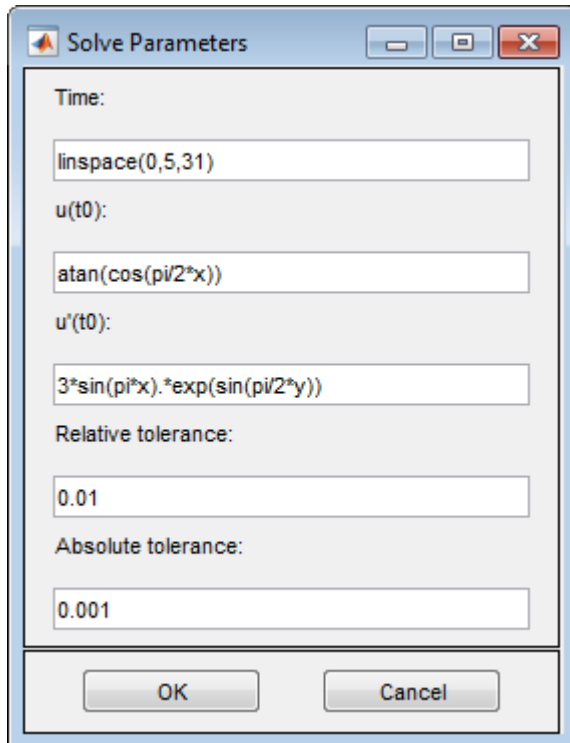 Solve Parameters
Time:
linspace(0,5,31)
u(t0):
atan(cos(pi/2*x))
u'(t0):
3*sin(pi*x).*exp(sin(pi/2*y))
Relative tolerance:
0.01
Absolute tolerance:
0.001
OK Cancel